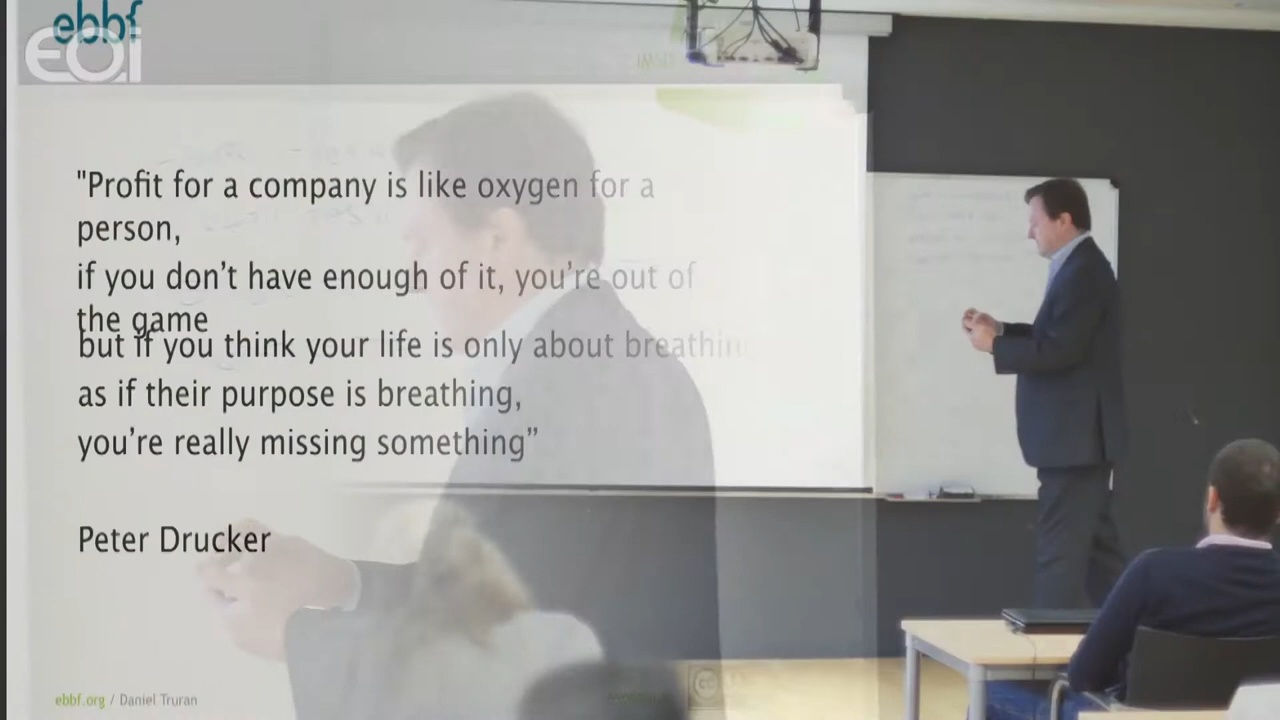 ebbf
eoi
"Profit for a company is like oxygen for a
person,
if you don’t have enough of it, you’re out of
the game
but if you think your life is only about breathing
as if their purpose is breathing,
you’re really missing something”
Peter Drucker
ebbf.org / Daniel Truran